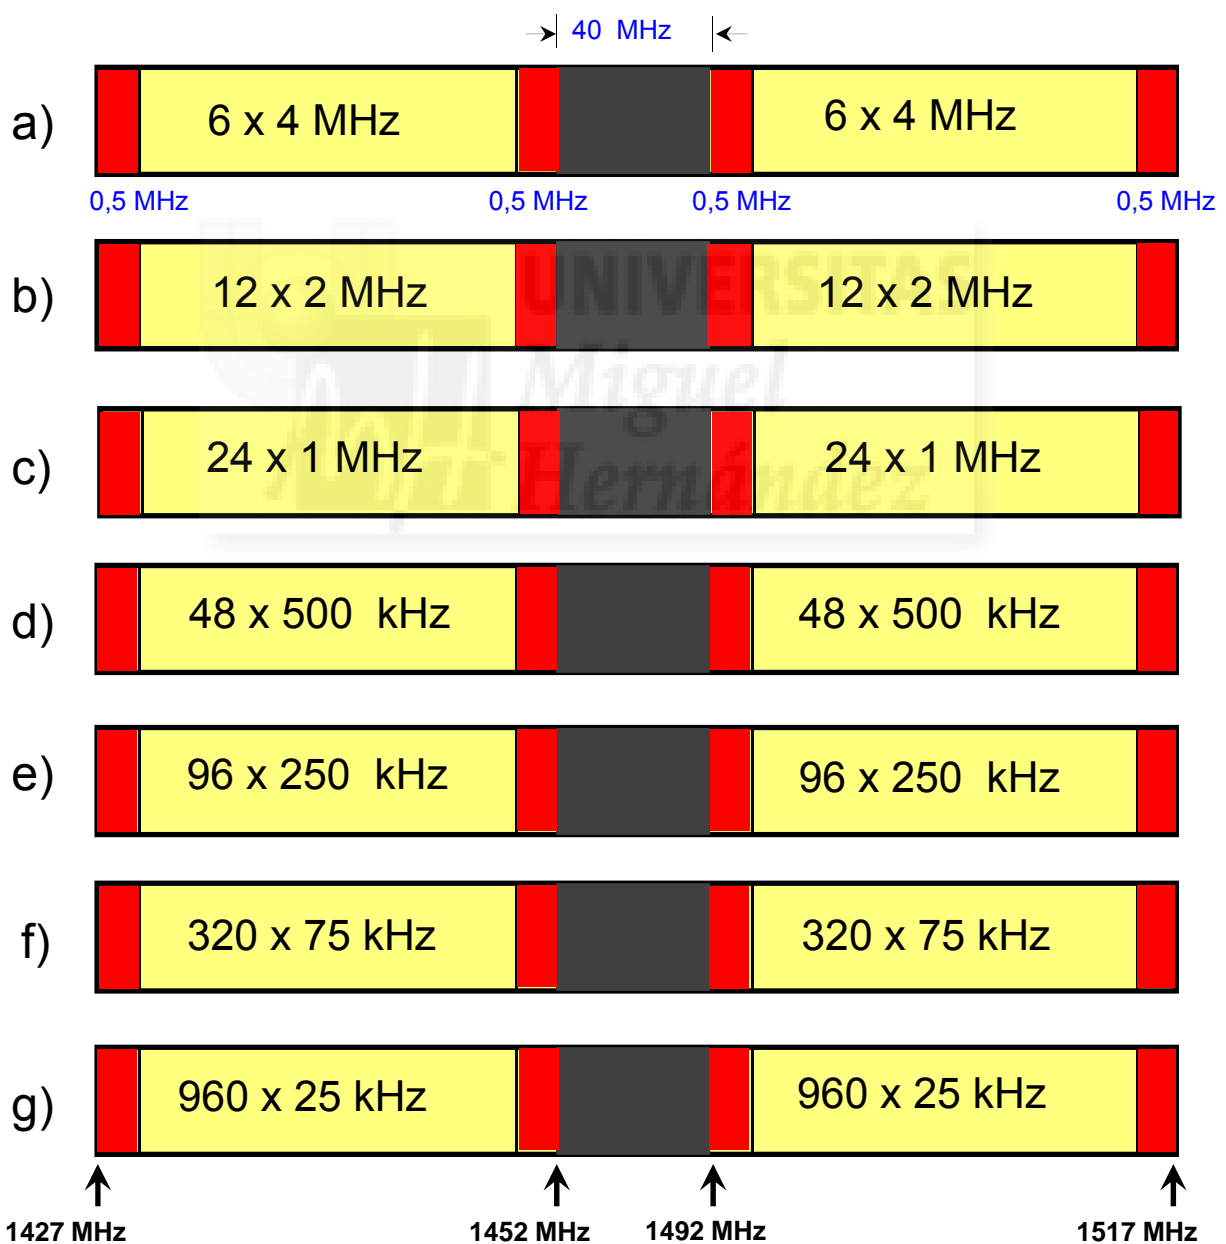 40 MHz
a) 6 x 4 MHz 6 x 4 MHz
0,5 MHz 0,5 MHz 0,5 MHz 0,5 MHz
UNIVERSITAS
b) 12 x 2 MHz 12 x 2 MHz
Miguel
c) 24 x 1 MHz 24 x 1 MHz
Hernández
d) 48 x 500 kHz 48 x 500 kHz
e) 96 x 250 kHz 96 x 250 kHz
f) 320 x 75 kHz 320 x 75 kHz
g) 960 x 25 kHz 960 x 25 kHz
1427 MHz 1452 MHz 1492 MHz 1517 MHz